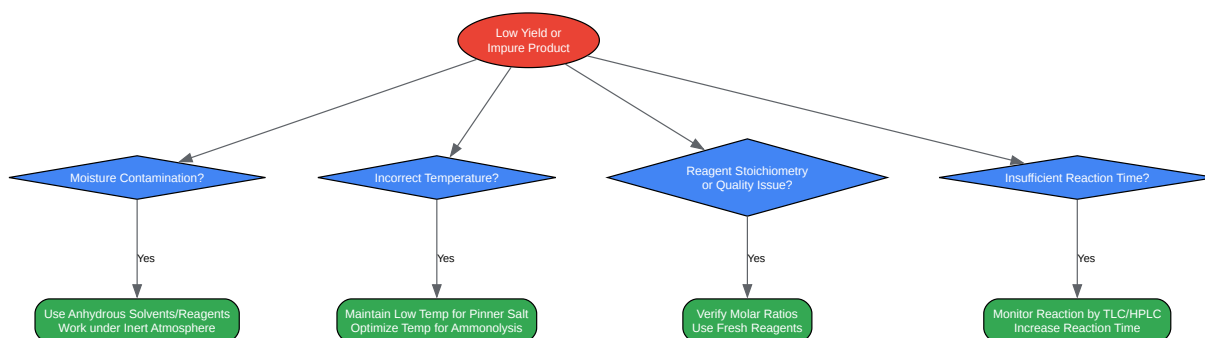 Low Yield or
Impure Product
Moisture Contamination?
Incorrect Temperature?
Reagent Stoichiometry
or Quality Issue?
Insufficient Reaction Time?
Yes
Yes
Yes
Yes
Use Anhydrous Solvents/Reagents
Work under Inert Atmosphere
Maintain Low Temp for Pinner Salt
Optimize Temp for Ammonolysis
Verify Molar Ratios
Use Fresh Reagents
Monitor Reaction by TLC/HPLC
Increase Reaction Time